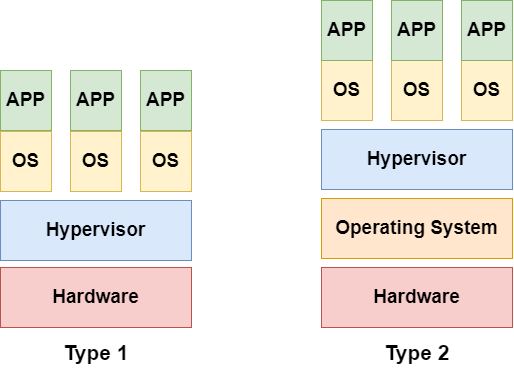 APP APP APP
OS OS OS
Hypervisor
Hardware
Type 1
APP APP APP
OS OS OS
Hypervisor
Operating System
Hardware
Type 2